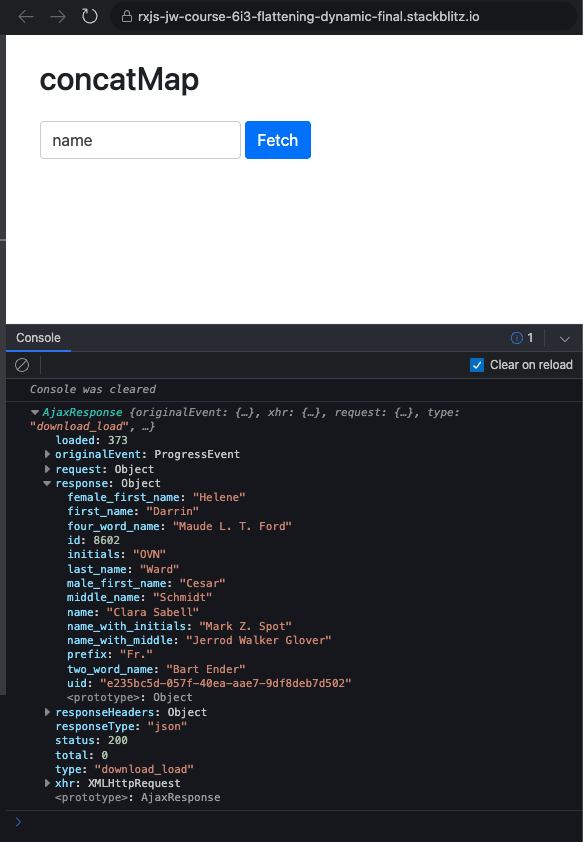 rxjs-jw-course-6i3-flattening-dynamic-final.stackblitz.io
concatMap
name Fetch
Console 1
Clear on reload
Console was cleared
AjaxResponse {originalEvent: {…}, xhr: {…}, request: {…}, type:
"download_load", …}
loaded: 373
originalEvent: ProgressEvent
request: Object
response: Object
female_first_name: "Helene"
first_name: "Darrin"
four_word_name: "Maude L. T. Ford"
id: 8602
initials: "OVN"
last_name: "Ward"
male_first_name: "Cesar"
middle_name: "Schmidt"
name: "Clara Sabell"
name_with_initials: "Mark Z. Spot"
name_with_middle: "Jerrod Walker Glover"
prefix: "Fr."
two_word_name: "Bart Ender"
uid: "e235bc5d-057f-40ea-aae7-9df8deb7d502"
<prototype>: Object
responseHeaders: Object
responseType: "json"
status: 200
total: 0
type: "download_load"
xhr: XMLHttpRequest
<prototype>: AjaxResponse